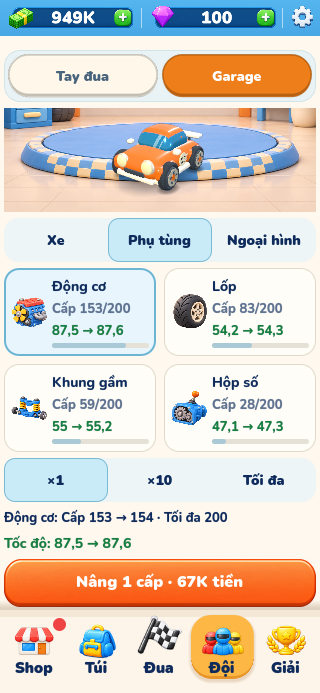 949K
100
Tay đua
Garage
Xe
Phụ tùng
Ngoại hình
Động cơ
Cấp 153/200
87,5 → 87,6
Lốp
Cấp 83/200
54,2 → 54,3
Khung gầm
Cấp 59/200
55 → 55,2
Hộp số
Cấp 28/200
47,1 → 47,3
×1
×10
Tối đa
Động cơ: Cấp 153 → 154 · Tối đa 200
Tốc độ: 87,5 → 87,6
Nâng 1 cấp · 67K tiền
Shop
Túi
Đua
Đội
Giải